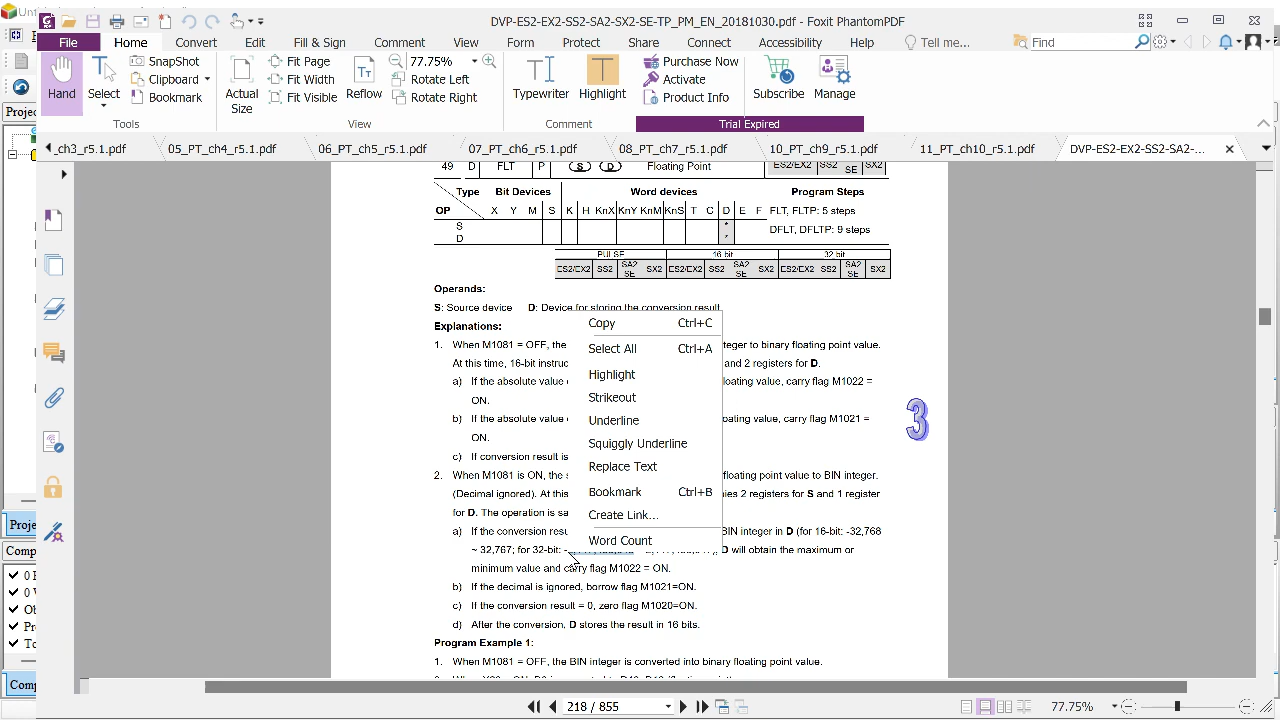 DVP-ES2-EX2-SS2-SA2-SX2-SE-TP_PM_EN_20181030.pdf - Foxit PhantomPDF
File Home Convert Edit Fill & Sign Comment View Form Protect Share Connect Accessibility Help Tell me... Find
Hand Select SnapShot Clipboard Bookmark
Actual Size Fit Page Fit Width Fit Visible Reflow 77.75% Rotate Left Rotate Right
Typewriter Highlight Purchase Now Activate Product Info Subscribe Manage
Tools View Comment Trial Expired
_ch3_r5.1.pdf 05_PT_ch4_r5.1.pdf 06_PT_ch5_r5.1.pdf 07_PT_ch6_r5.1.pdf 08_PT_ch7_r5.1.pdf 10_PT_ch9_r5.1.pdf 11_PT_ch10_r5.1.pdf DVP-ES2-EX2-SS2-SA2-...
Projec
49 D FLT P S D Floating Point ES2/EX2 SS2 SE SX2
Type Bit Devices Word devices Program Steps
OP X Y M S K H KnX KnY KnM KnS T C D E F FLT, FLTP: 5 steps
S *
D * DFLT, DFLTP: 9 steps
PULSE 16-bit 32-bit
ES2/EX2 SS2 SA2 SE SX2 ES2/EX2 SS2 SA2 SE SX2 ES2/EX2 SS2 SA2 SE SX2
Operands:
S: Source device D: Device for storing the conversion result
Explanations:
1. When M1081 = OFF, the teger to binary floating point value.
At this time, 16-bit instruc and 2 registers for D.
a) If the absolute value loating value, carry flag M1022 =
ON.
b) If the absolute value loating value, carry flag M1021 =
ON.
c) If conversion result is
2. When M1081 is ON, the s floating point value to BIN integer.
(Decimal ignored). At this ies 2 registers for S and 1 register
for D. The operation is sa
a) If the conversion resu BIN integer in D (for 16-bit: -32,768
~ 32,767; for 32-bit: D will obtain the maximum or
minimum value and carry flag M1022 = ON.
b) If the decimal is ignored, borrow flag M1021=ON.
c) If the conversion result = 0, zero flag M1020=ON.
d) After the conversion, D stores the result in 16 bits.
Program Example 1:
1. When M1081 = OFF, the BIN integer is converted into binary floating point value.
3
Copy Ctrl+C
Select All Ctrl+A
Highlight
Strikeout
Underline
Squiggly Underline
Replace Text
Bookmark Ctrl+B
Create Link...
Word Count
Proje
Comp
0 E
0 V
Ob
Pr
To
Com
218 / 855 77.75%